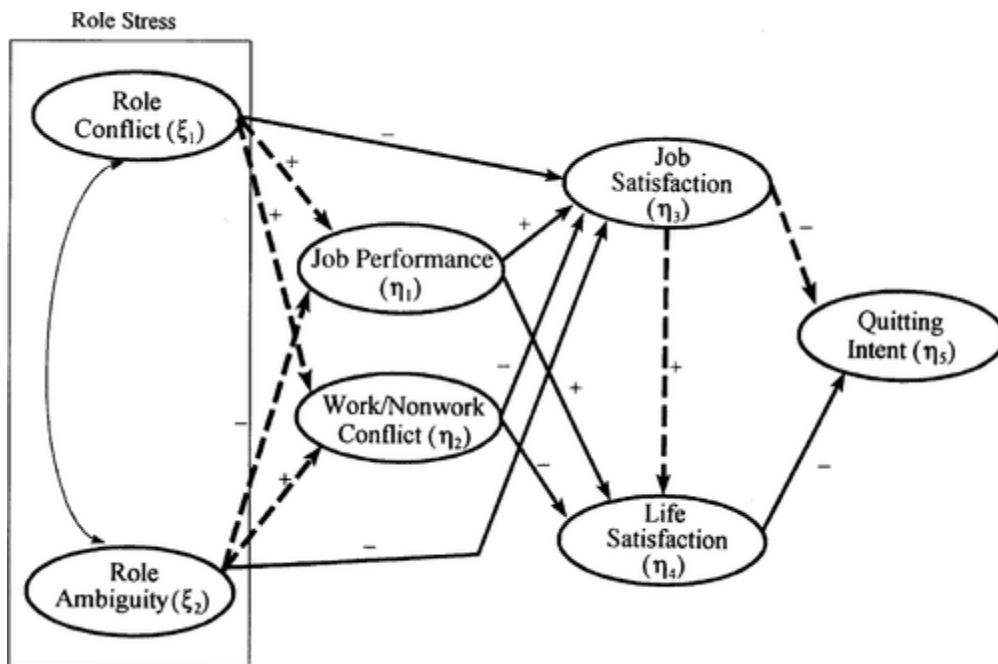 Role Stress
Role
Conflict (ξ₁)
−
+
+
Job
Satisfaction
(η₃)
+
−
Job Performance
(η₁)
Quitting
Intent (η₅)
−
+
+
Work/Nonwork
Conflict (η₂)
−
+
−
−
−
Life
Satisfaction
(η₄)
Role
Ambiguity (ξ₂)